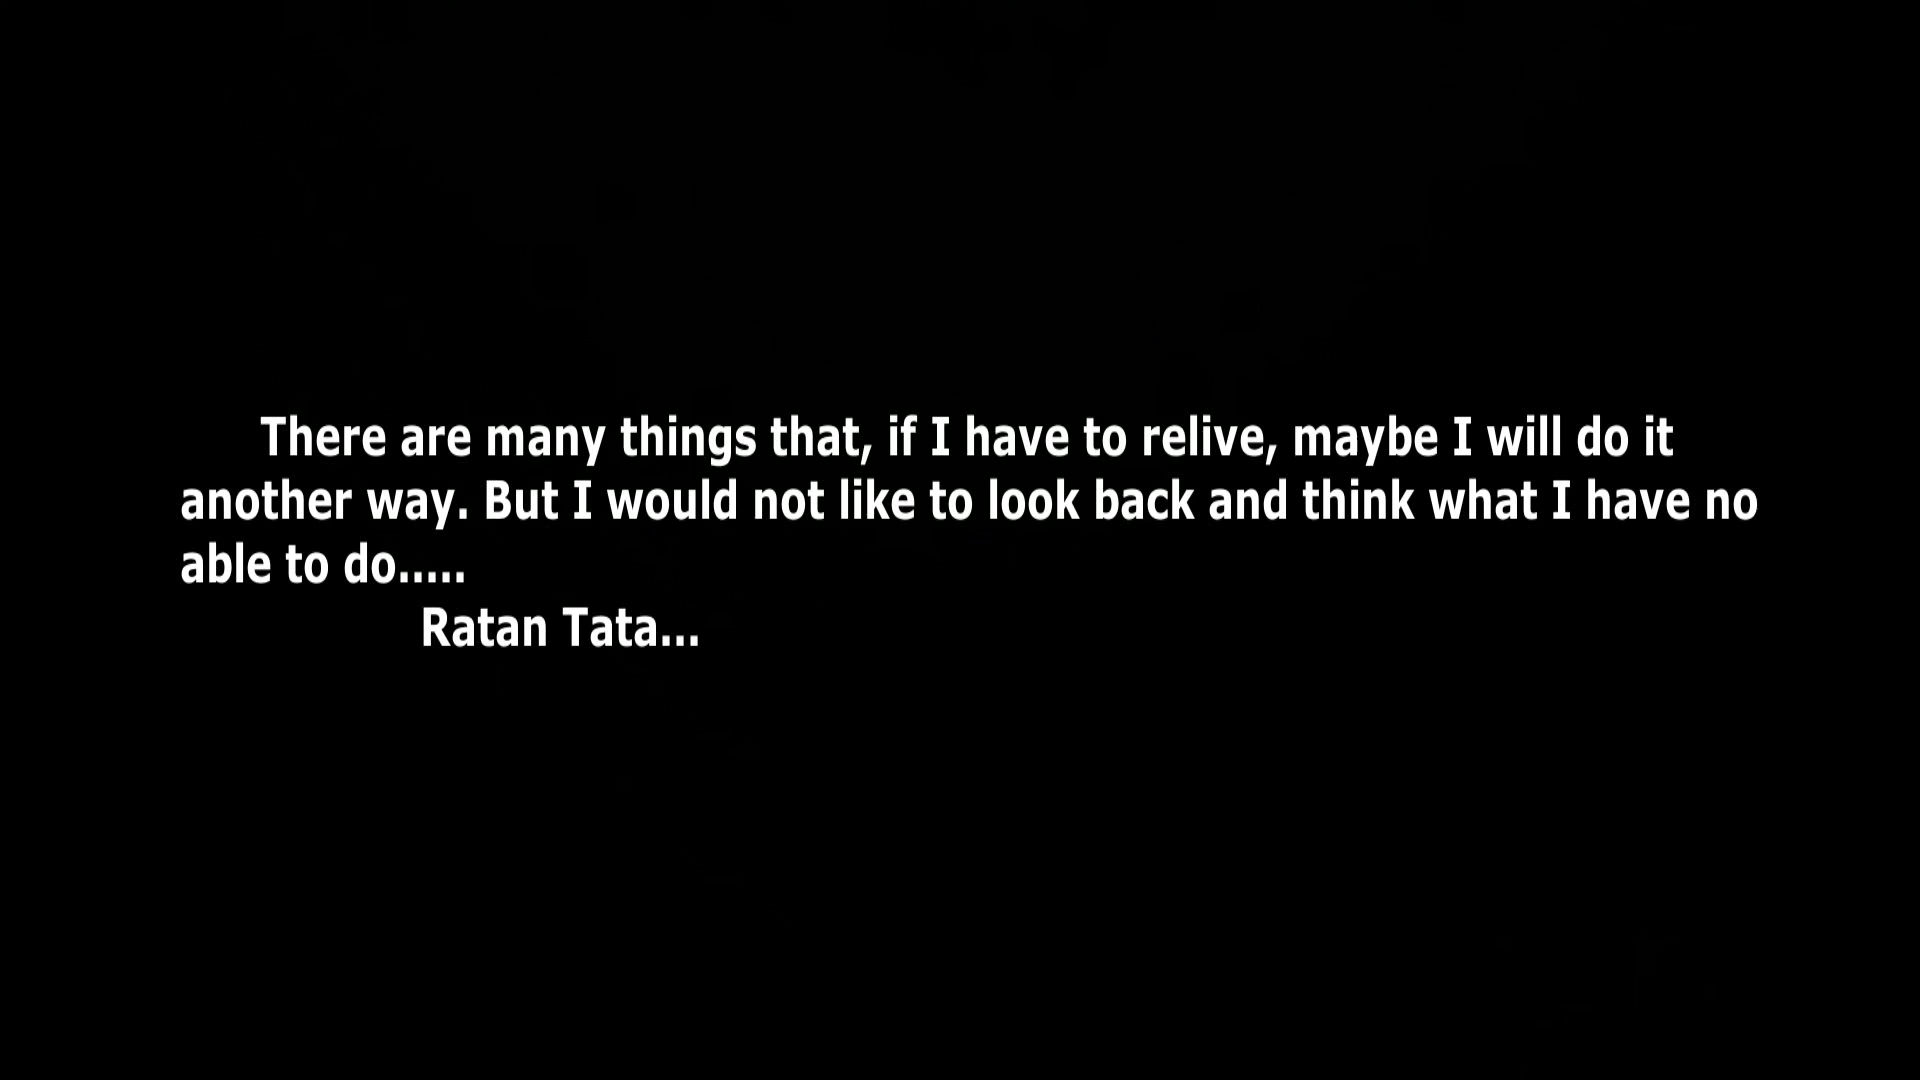 There are many things that, if I have to relive, maybe I will do it
another way. But I would not like to look back and think what I have no
able to do.....
Ratan Tata...